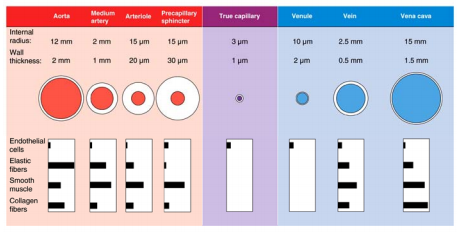 Aorta Medium artery Arteriole Precapillary sphincter True capillary Venule Vein Vena cava
Internal radius: 12 mm 2 mm 15 µm 15 µm 3 µm 10 µm 2.5 mm 15 mm
Wall thickness: 2 mm 1 mm 20 µm 30 µm 1 µm 2 µm 0.5 mm 1.5 mm
Endothelial cells
Elastic fibers
Smooth muscle
Collagen fibers